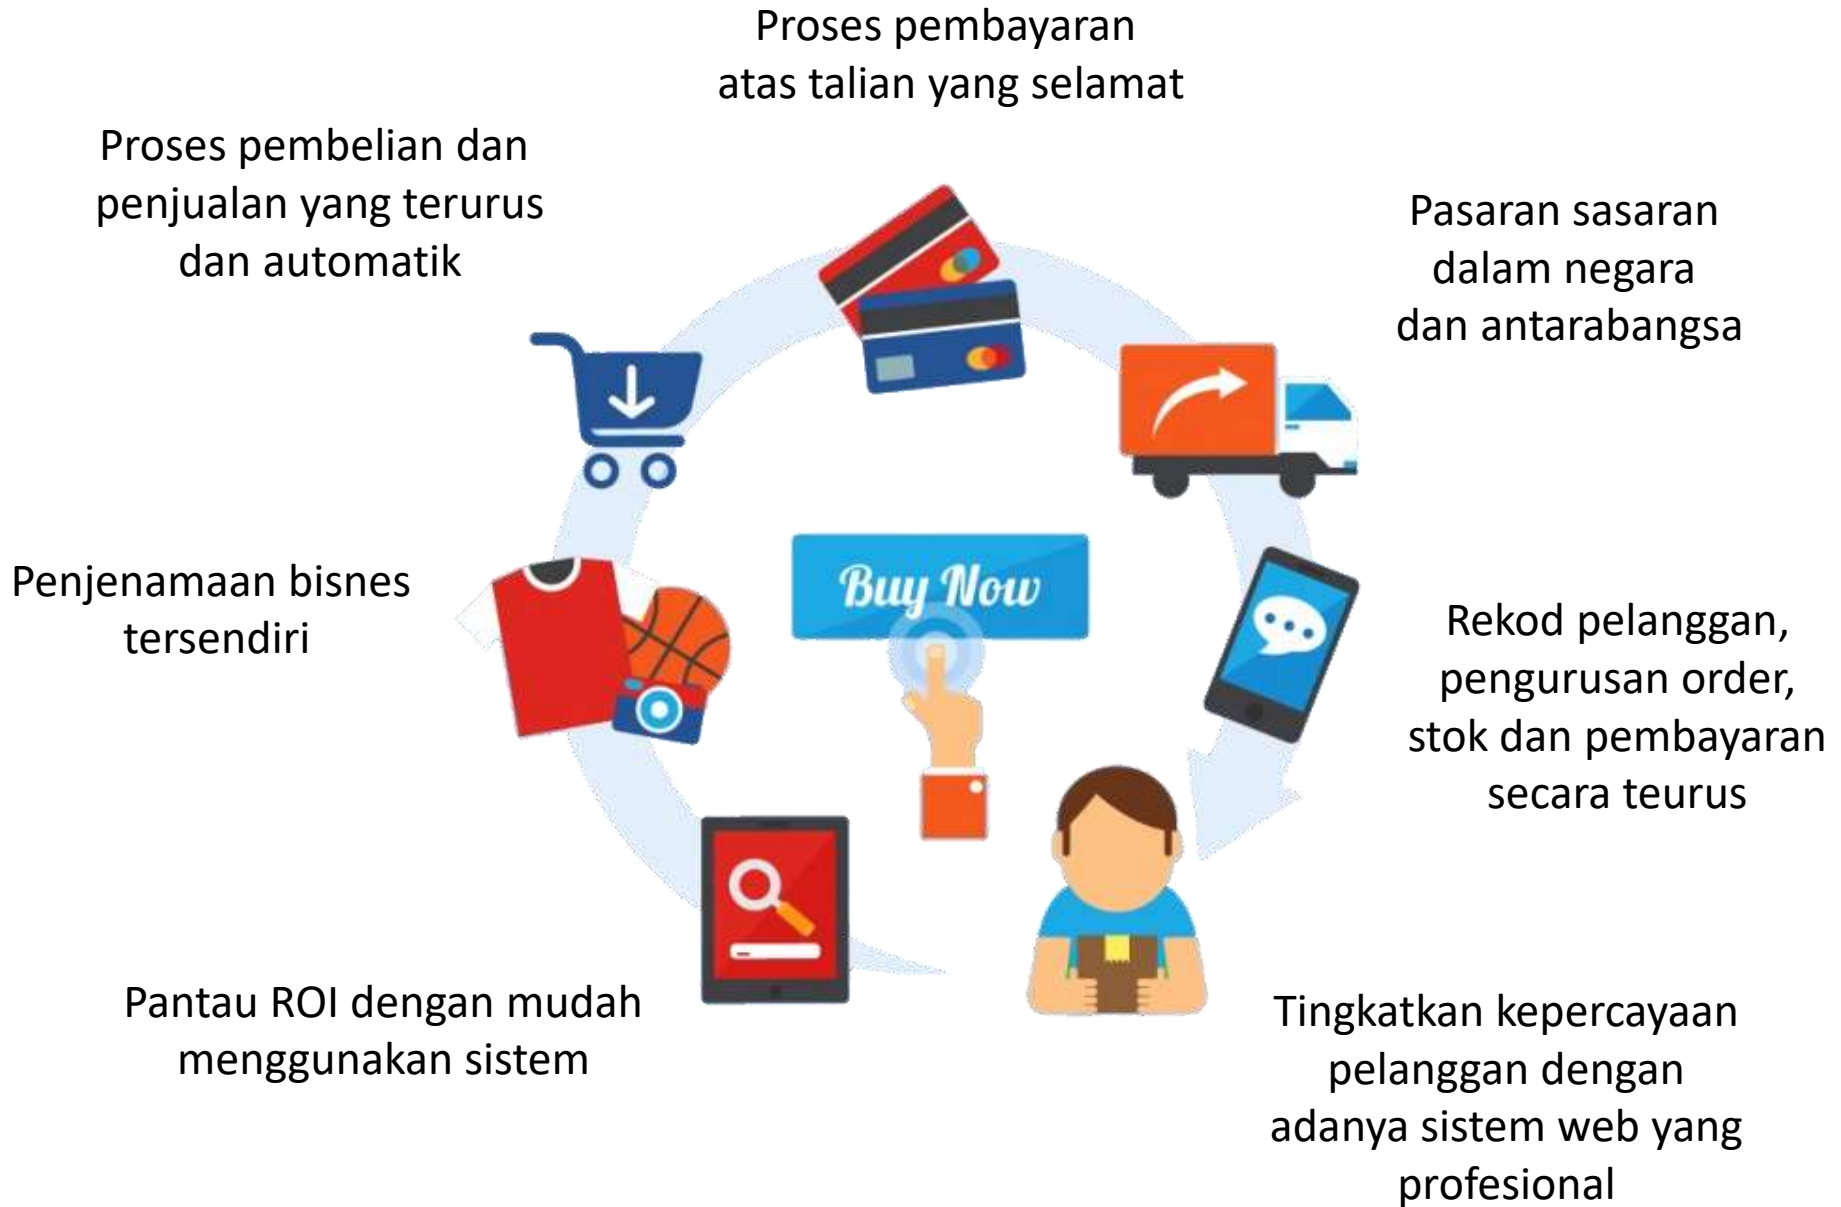 Proses pembayaran
atas talian yang selamat
Proses pembelian dan
penjualan yang terurus
dan automatik
Pasaran sasaran
dalam negara
dan antarabangsa
Buy Now
Penjenamaan bisnes
tersendiri
Rekod pelanggan,
pengurusan order,
stok dan pembayaran
secara teurus
Pantau ROI dengan mudah
menggunakan sistem
Tingkatkan kepercayaan
pelanggan dengan
adanya sistem web yang
profesional